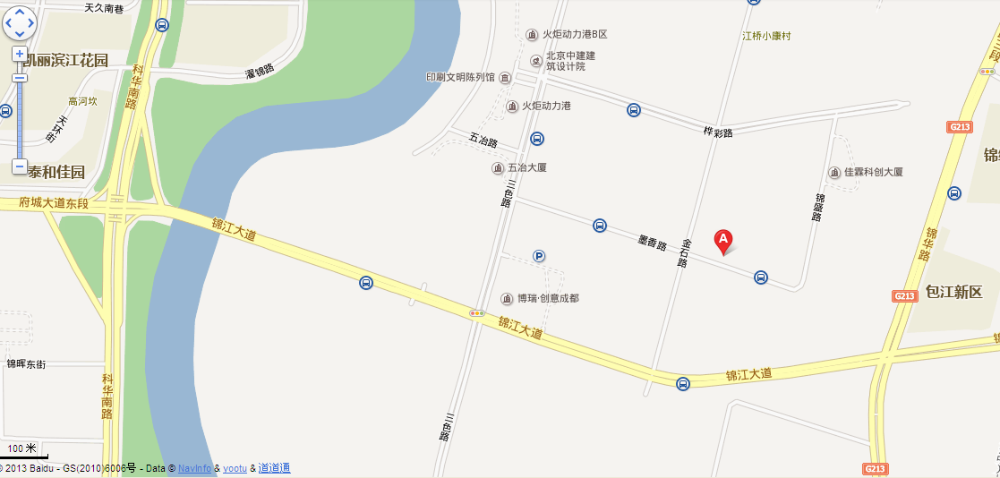 天久南巷
火炬动力港B区
江桥小康村
凯丽滨江花园
北京中建建
筑设计院
濯锦路
科华南路
印刷文明陈列馆
G213
高河坎
火炬动力港
天环街
桦彩路
五冶路
泰和佳园
五冶大厦
佳霖科创大厦
三色路
府城大道东段
锦盛路
锦江大道
墨香路
A
金石路
锦华路
P
G213
包江新区
博瑞·创意成都
锦江大道
锦晖东街
锦江大道
科华南路
三色路
100 米
© 2013 Baidu - GS(2010)6006号 - Data © NavInfo & yootu & 道道通
G213